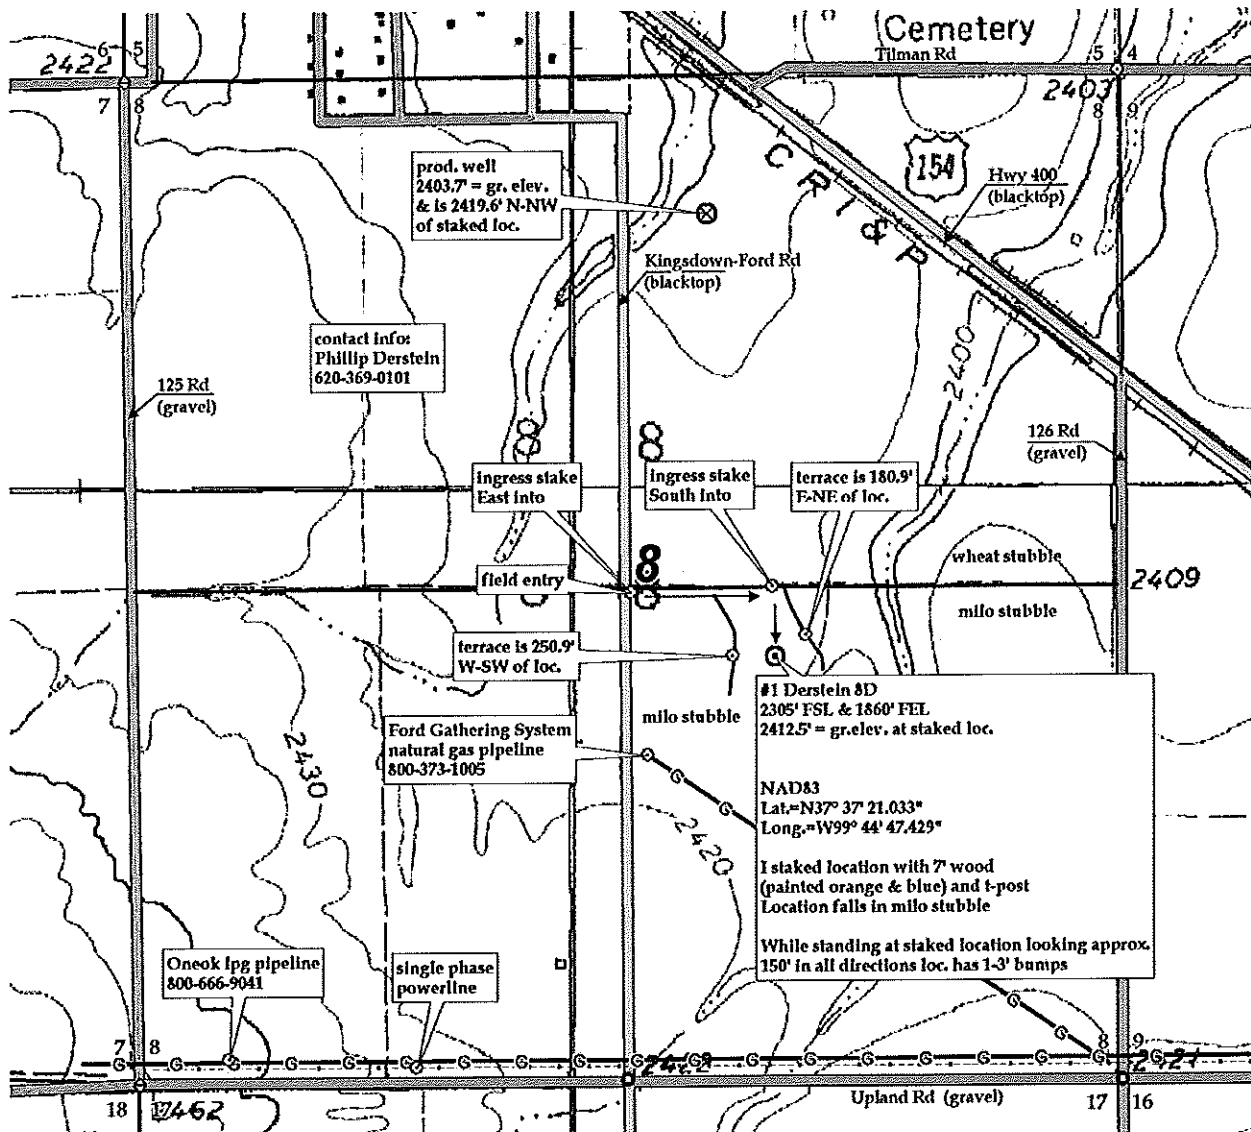 Cemetery
Tilman Rd
6 5
2422
7 8
5 4
2403
8 9
prod. well
2403.7' = gr. elev.
& is 2419.6' N-NW
of staked loc.
C R I & P
154
Hwy 400
(blacktop)
Kingsdown-Ford Rd
(blacktop)
contact info:
Phillip Derstein
620-369-0101
2400
125 Rd
(gravel)
126 Rd
(gravel)
ingress stake
East into
ingress stake
South into
terrace is 180.9'
E-NE of loc.
8
wheat stubble
field entry
2409
milo stubble
terrace is 250.9'
W-SW of loc.
#1 Derstein 8D
2305' FSL & 1860' FEL
2412.5' = gr.elev. at staked loc.
milo stubble
Ford Gathering System
natural gas pipeline
800-373-1005
2430
NAD83
Lat.=N37° 37' 21.033"
Long.=W99° 44' 47.429"
G
G
2420
I staked location with 7' wood
(painted orange & blue) and t-post
Location falls in milo stubble
While standing at staked location looking approx.
150' in all directions loc. has 1-3' bumps
Oneok lpg pipeline
800-666-9041
single phase
powerline
G
G
G
7 8
8 9
G G G G G G G G G G G G G G G G G G G
2421
18 17
2462
Upland Rd (gravel)
17 16